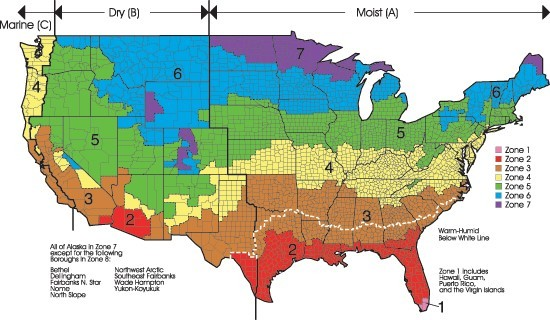 Marine (C)
Dry (B)
Moist (A)
7
6
6
4
5
5
4
3
3
2
2
1
Zone 1
Zone 2
Zone 3
Zone 4
Zone 5
Zone 6
Zone 7
Warm-Humid
Below White Line
All of Alaska in Zone 7
except for the following
Boroughs in Zone 8:
Bethel
Dellingham
Fairbanks N. Star
Nome
North Slope
Northwest Arctic
Southeast Fairbanks
Wade Hampton
Yukon-Koyukuk
Zone 1 includes
Hawaii, Guam,
Puerto Rico,
and the Virgin Islands